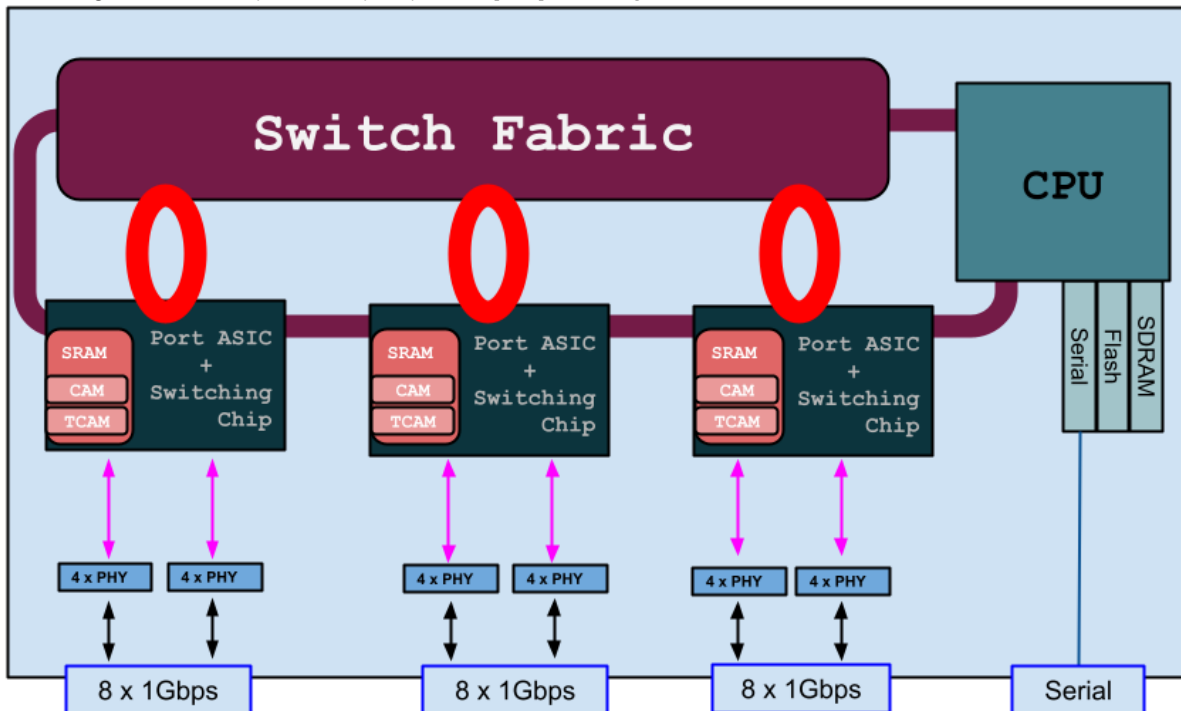 Switch Fabric
CPU
Serial
Flash
SDRAM
SRAM
CAM
TCAM
Port ASIC
+
Switching
Chip
SRAM
CAM
TCAM
Port ASIC
+
Switching
Chip
SRAM
CAM
TCAM
Port ASIC
+
Switching
Chip
4 x PHY
4 x PHY
4 x PHY
4 x PHY
4 x PHY
4 x PHY
8 x 1Gbps
8 x 1Gbps
8 x 1Gbps
Serial